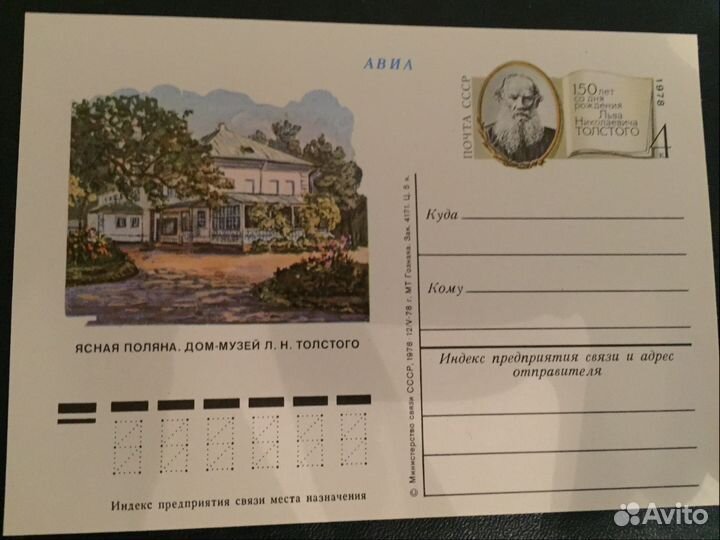 АВИА
ПОЧТА СССР
150 лет
со дня
рождения
Льва
Николаевича
ТОЛСТОГО
1978
4 к.
Куда
Кому
Индекс предприятия связи и адрес
отправителя
ЯСНАЯ ПОЛЯНА. ДОМ-МУЗЕЙ Л. Н. ТОЛСТОГО
Индекс предприятия связи места назначения
© Министерство связи СССР, 1978. 12/V-78 г. МТ Гознака. Зак. 4171. Ц. 5 к.
Avito